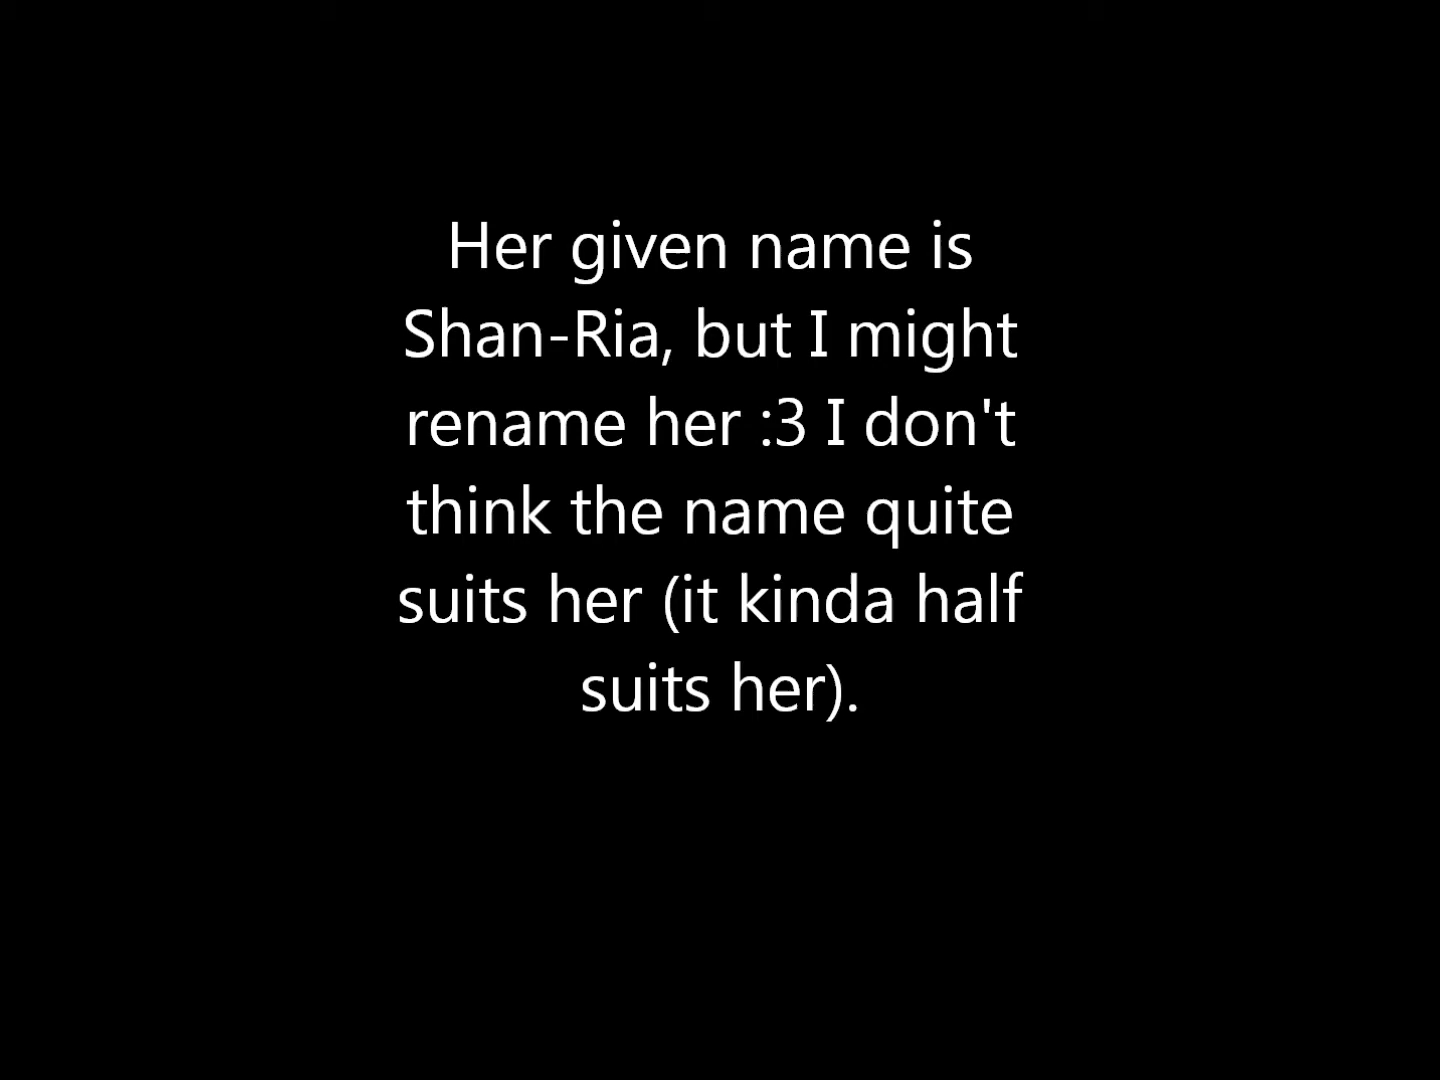 Her given name is
Shan-Ria, but I might
rename her :3 I don't
think the name quite
suits her (it kinda half
suits her).